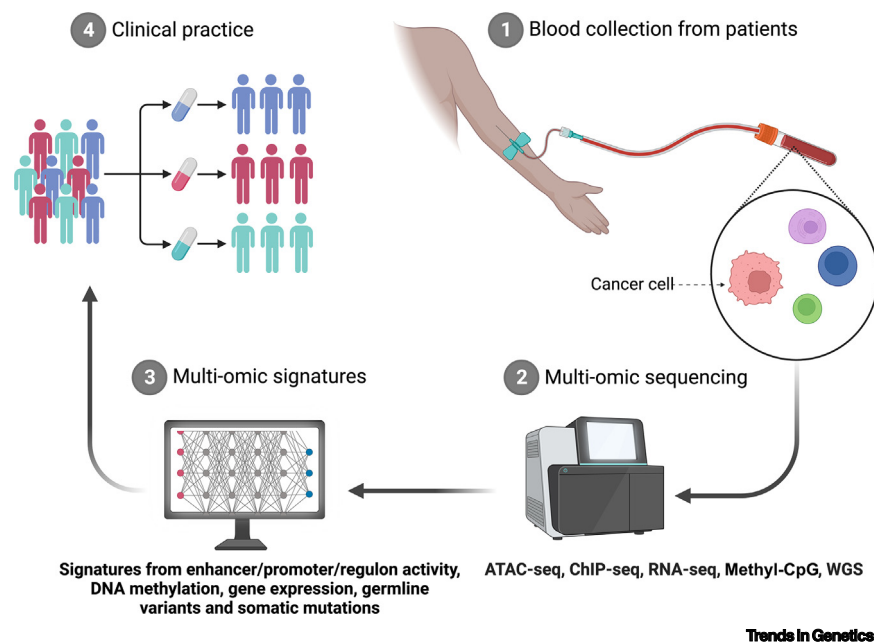 1 Blood collection from patients
Cancer cell
2 Multi-omic sequencing
ATAC-seq, ChIP-seq, RNA-seq, Methyl-CpG, WGS
3 Multi-omic signatures
Signatures from enhancer/promoter/regulon activity,
DNA methylation, gene expression, germline
variants and somatic mutations
4 Clinical practice
Trends in Genetics